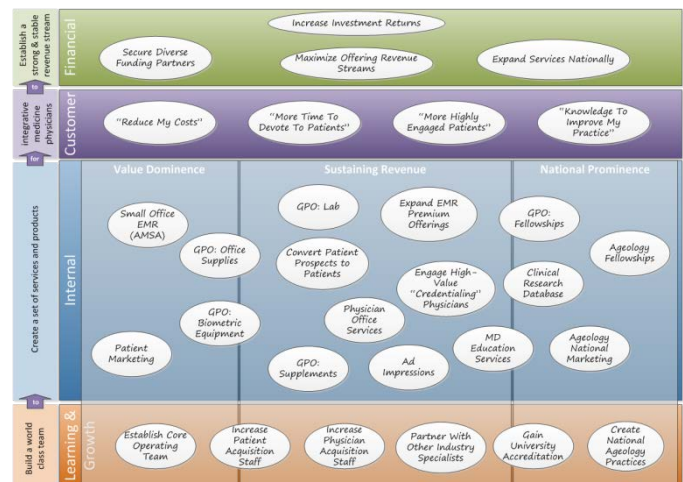 Establish a
strong & stable
revenue stream
Financial
Increase Investment Returns
Secure Diverse
Funding Partners
Maximize Offering Revenue
Streams
Expand Services Nationally
to
integrative
medicine
physicians
Customer
"Reduce My Costs"
"More Time To
Devote To Patients"
"More Highly
Engaged Patients"
"Knowledge To
Improve My
Practice"
for
Create a set of services and products
Internal
Value Dominence
Sustaining Revenue
National Prominence
Small Office
EMR
(AMSA)
GPO: Office
Supplies
GPO:
Biometric
Equipment
Patient
Marketing
GPO: Lab
Expand EMR
Premium
Offerings
Convert Patient
Prospects to
Patients
Engage High-
Value
"Credentialing"
Physicians
Physician
Office
Services
GPO:
Supplements
Ad
Impressions
MD
Education
Services
GPO:
Fellowships
Ageology
Fellowships
Clinical
Research
Database
Ageology
National
Marketing
to
Build a world
class team
Learning &
Growth
Establish Core
Operating
Team
Increase
Patient
Acquisition
Staff
Increase
Physician
Acquisition
Staff
Partner With
Other Industry
Specialists
Gain
University
Accreditation
Create
National
Ageology
Practices